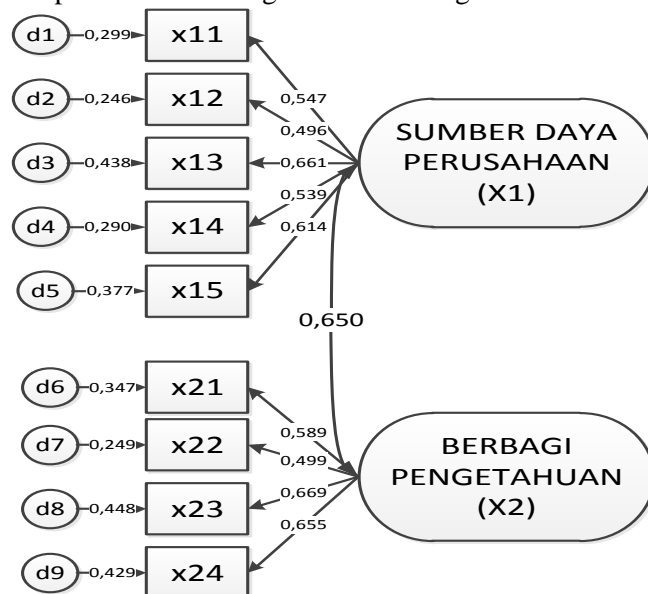 d1 0,299 x11 0,547
d2 0,246 x12 0,496
d3 0,438 x13 0,661
d4 0,290 x14 0,539
d5 0,377 x15 0,614
SUMBER DAYA
PERUSAHAAN
(X1)
0,650
d6 0,347 x21 0,589
d7 0,249 x22 0,499
d8 0,448 x23 0,669
d9 0,429 x24 0,655
BERBAGI
PENGETAHUAN
(X2)